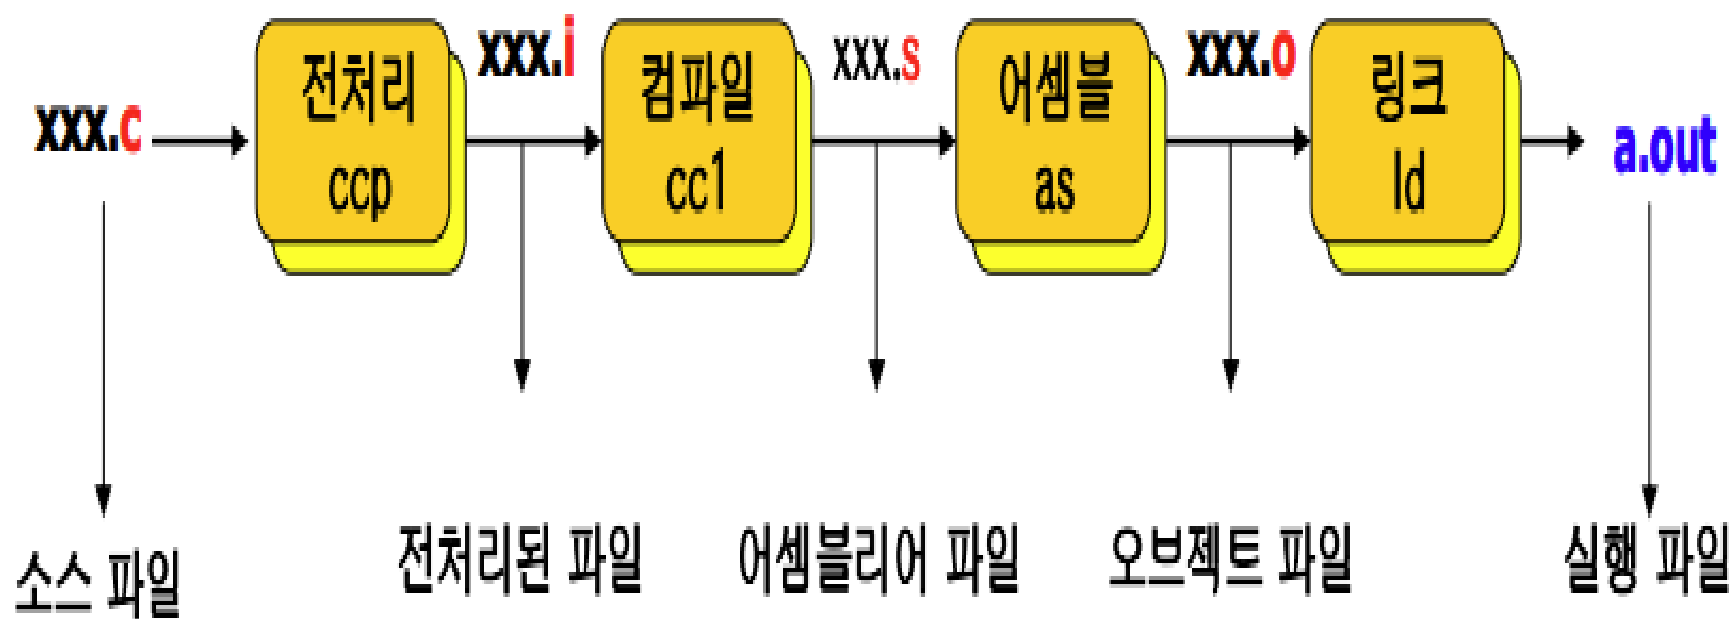 xxx.c
전처리
ccp
xxx.i
컴파일
cc1
xxx.s
어셈블
as
xxx.o
링크
ld
a.out
소스 파일
전처리된 파일
어셈블리어 파일
오브젝트 파일
실행 파일